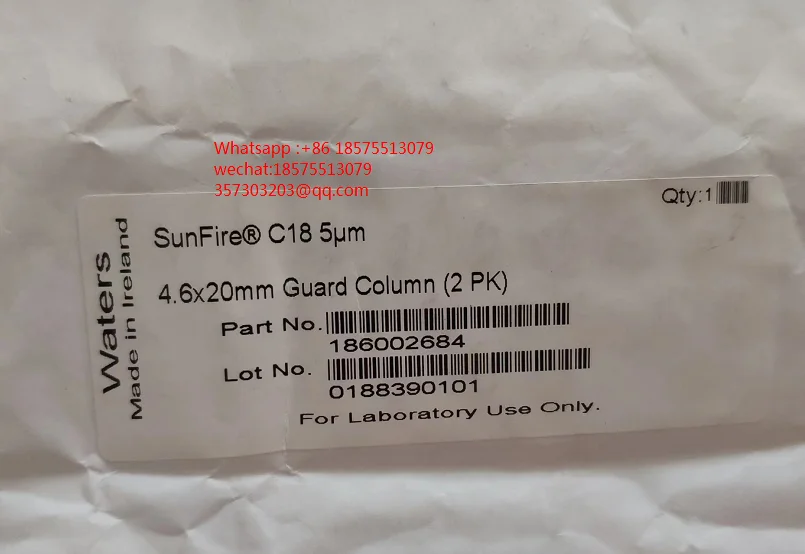 Whatsapp :+86 18575513079
wechat:18575513079
357303203@qq.com
Qty:1
Waters
Made in Ireland
SunFire® C18 5µm
4.6x20mm Guard Column (2 PK)
Part No.
186002684
Lot No.
0188390101
For Laboratory Use Only.